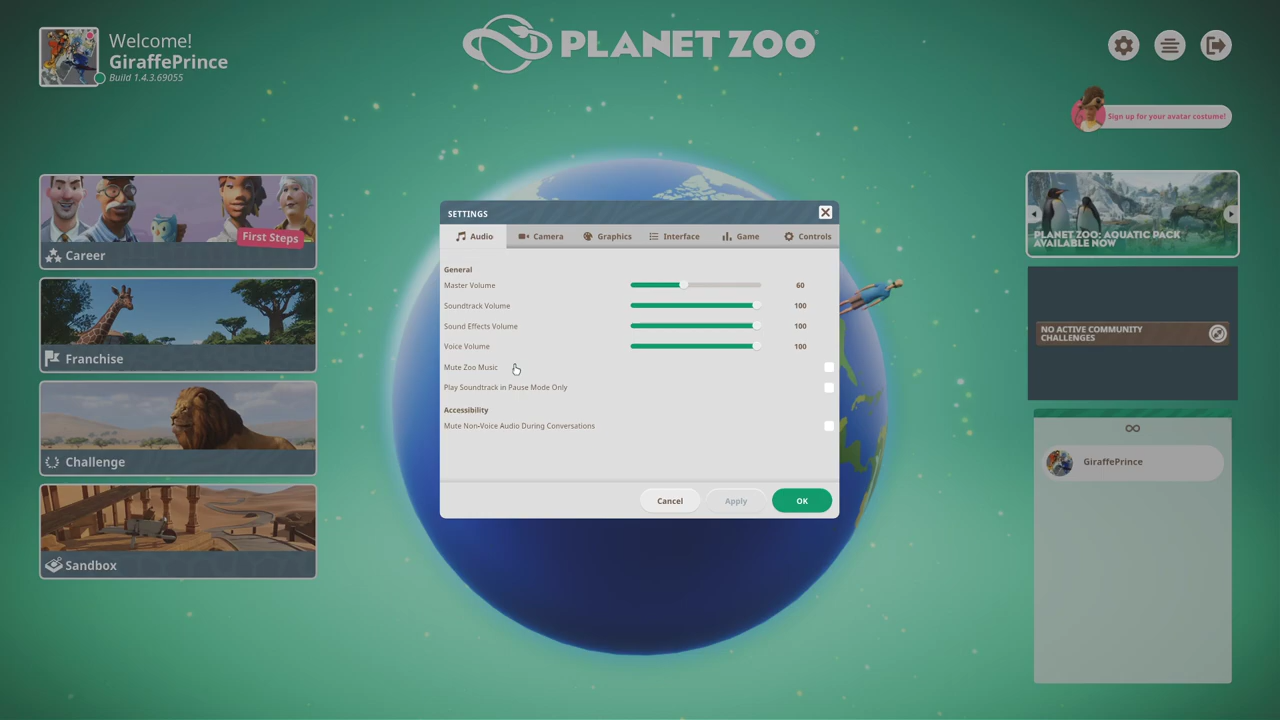 Welcome!
GiraffePrince
Build 1.4.3.69055
PLANET ZOO
Sign up for your avatar costume!
First Steps
Career
Franchise
Challenge
Sandbox
SETTINGS
Audio
Camera
Graphics
Interface
Game
Controls
General
Master Volume 60
Soundtrack Volume 100
Sound Effects Volume 100
Voice Volume 100
Mute Zoo Music
Play Soundtrack in Pause Mode Only
Accessibility
Mute Non-Voice Audio During Conversations
Cancel
Apply
OK
PLANET ZOO: AQUATIC PACK
AVAILABLE NOW
NO ACTIVE COMMUNITY
CHALLENGES
∞
GiraffePrince